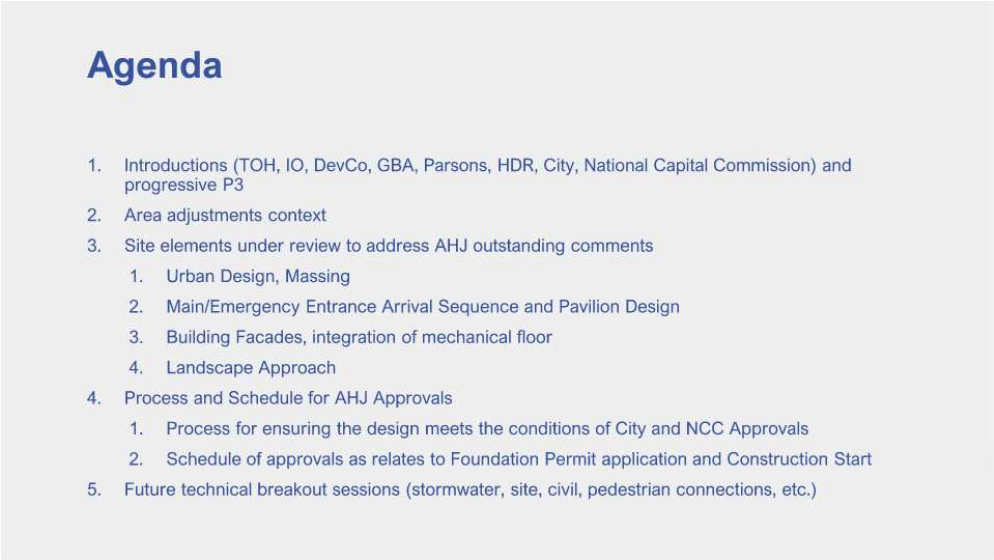 Agenda
1. Introductions (TOH, IO, DevCo, GBA, Parsons, HDR, City, National Capital Commission) and
progressive P3
2. Area adjustments context
3. Site elements under review to address AHJ outstanding comments
1. Urban Design, Massing
2. Main/Emergency Entrance Arrival Sequence and Pavilion Design
3. Building Facades, integration of mechanical floor
4. Landscape Approach
4. Process and Schedule for AHJ Approvals
1. Process for ensuring the design meets the conditions of City and NCC Approvals
2. Schedule of approvals as relates to Foundation Permit application and Construction Start
5. Future technical breakout sessions (stormwater, site, civil, pedestrian connections, etc.)